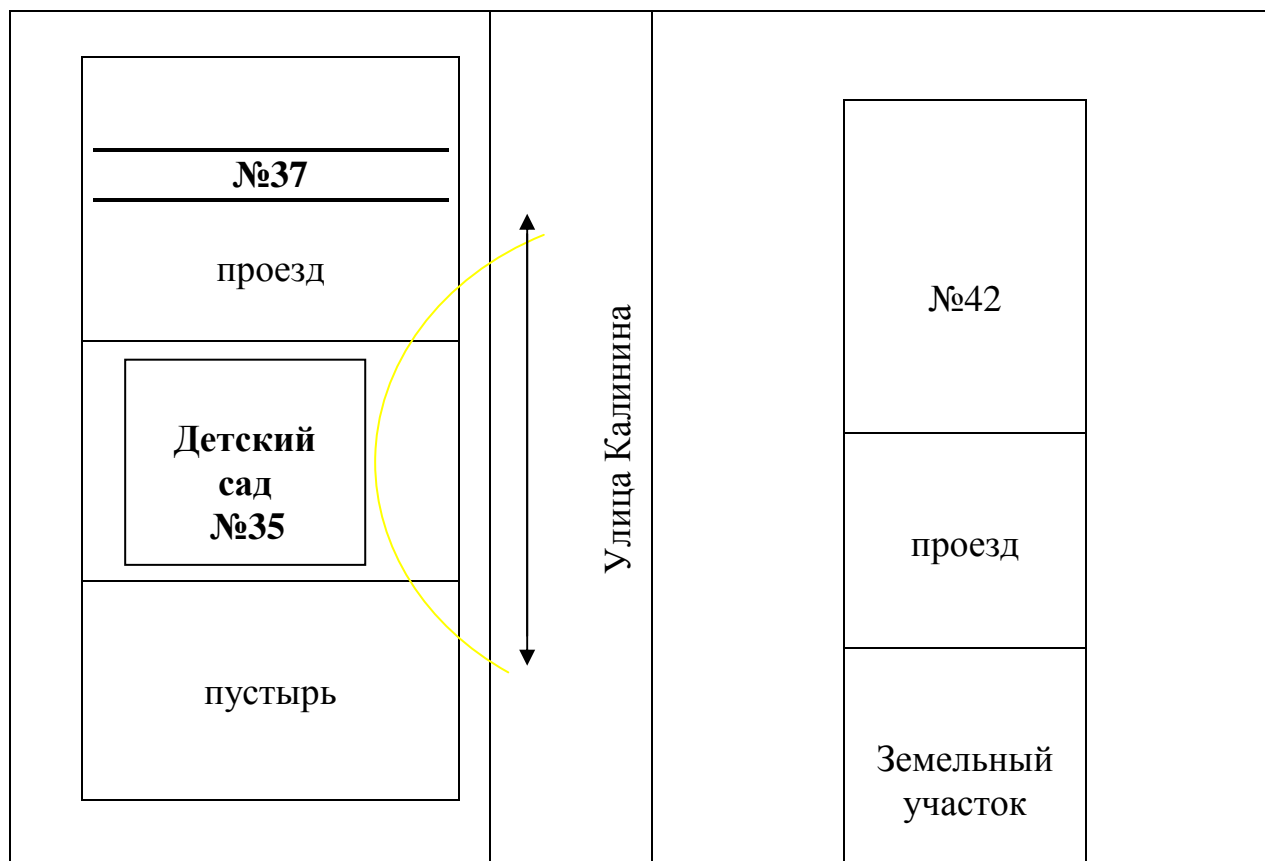 №37
проезд
Детский
сад
№35
пустырь
Улица Калинина
№42
проезд
Земельный
участок